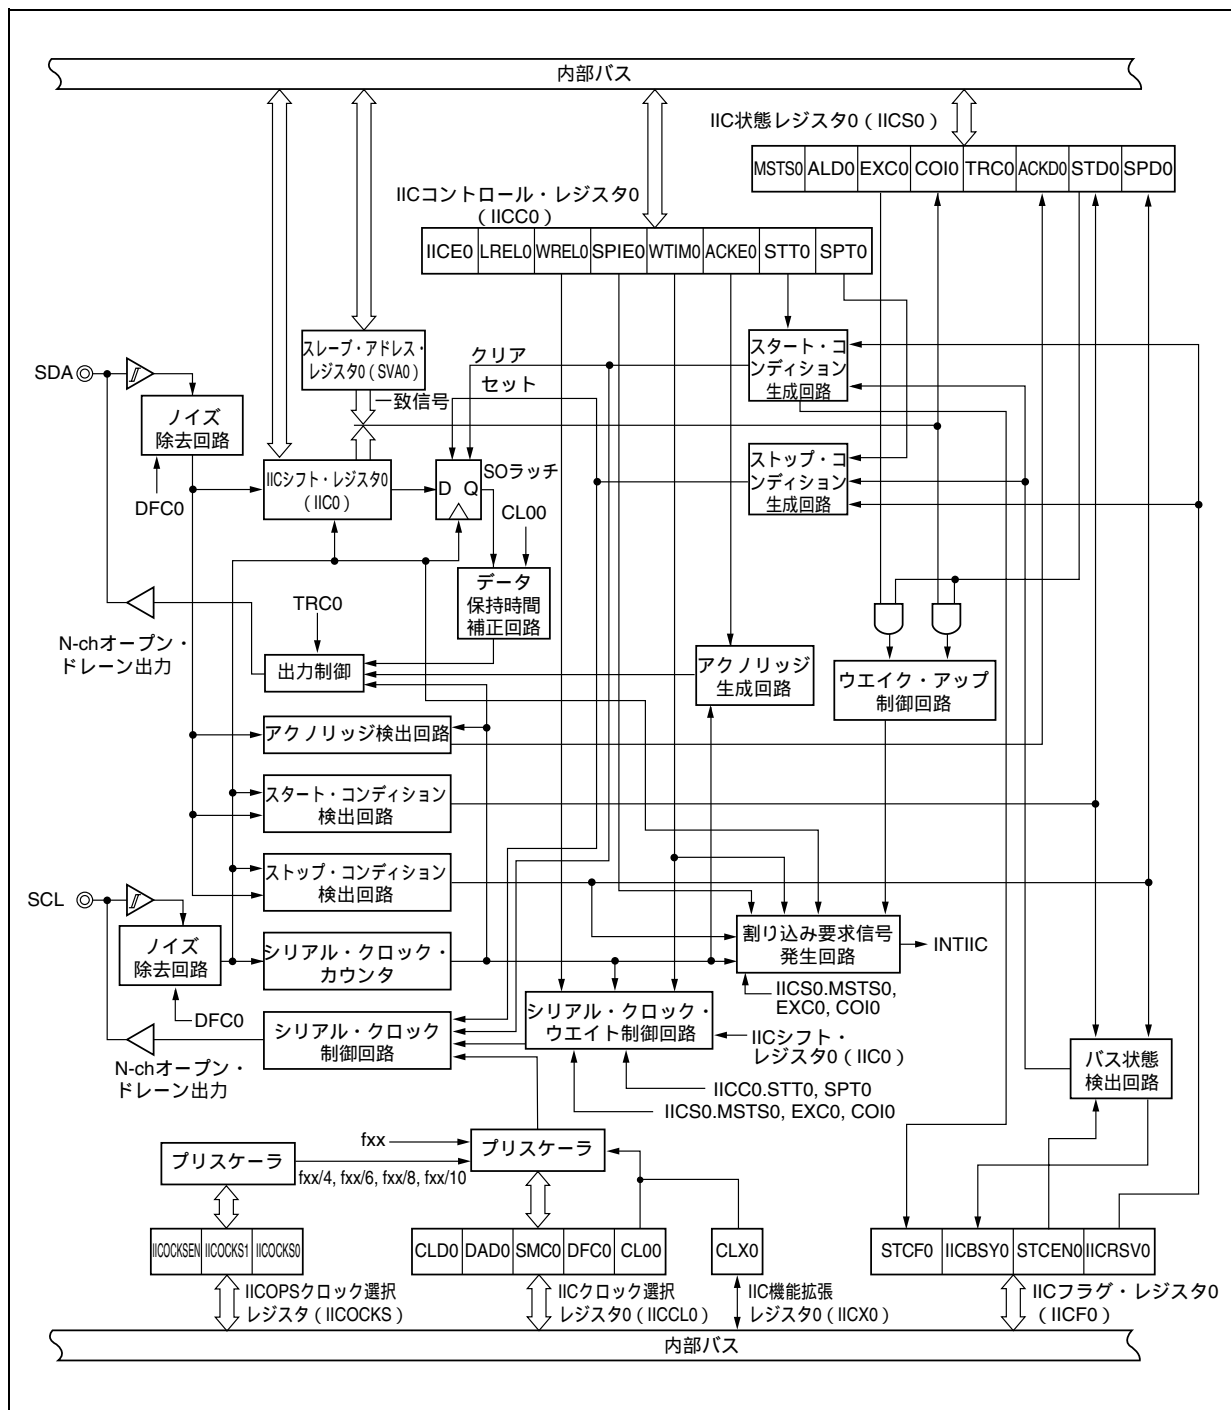 内部バス
IIC状態レジスタ0（IICS0）
MSTS0 ALD0 EXC0 COI0 TRC0 ACKD0 STD0 SPD0
IICコントロール・レジスタ0
（IICC0）
IICE0 LREL0 WREL0 SPIE0 WTIM0 ACKE0 STT0 SPT0
SDA
スレーブ・アドレス・
レジスタ0（SVA0）
クリア
セット
スタート・コ
ンディション
生成回路
ノイズ
除去回路
一致信号
DFC0
IICシフト・レジスタ0
（IIC0）
D Q
SOラッチ
CL00
ストップ・コ
ンディション
生成回路
データ
保持時間
補正回路
TRC0
N-chオープン・
ドレーン出力
出力制御
アクノリッジ
生成回路
ウエイク・アップ
制御回路
アクノリッジ検出回路
スタート・コンディション
検出回路
ストップ・コンディション
検出回路
SCL
ノイズ
除去回路
シリアル・クロック・
カウンタ
割り込み要求信号
発生回路
INTIIC
IICS0.MSTS0,
EXC0, COI0
DFC0
シリアル・クロック
制御回路
シリアル・クロック・
ウエイト制御回路
IICシフト・
レジスタ0（IIC0）
N-chオープン・
ドレーン出力
バス状態
検出回路
IICC0.STT0, SPT0
IICS0.MSTS0, EXC0, COI0
プリスケーラ
fxx
fxx/4, fxx/6, fxx/8, fxx/10
プリスケーラ
IICOCKSEN IICOCKS1 IICOCKS0
CLD0 DAD0 SMC0 DFC0 CL00
CLX0
STCF0 IICBSY0 STCEN0 IICRSV0
IICOPSクロック選択
レジスタ（IICOCKS）
IICクロック選択
レジスタ0（IICCL0）
IIC機能拡張
レジスタ0（IICX0）
IICフラグ・レジスタ0
（IICF0）
内部バス